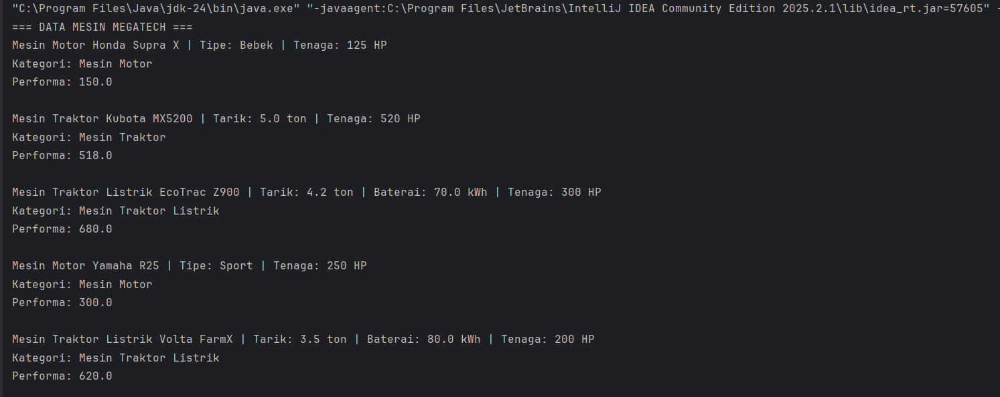 "C:\Program Files\Java\jdk-24\bin\java.exe" "-javaagent:C:\Program Files\JetBrains\IntelliJ IDEA Community Edition 2025.2.1\lib\idea_rt.jar=57605" -
=== DATA MESIN MEGATECH ===
Mesin Motor Honda Supra X | Tipe: Bebek | Tenaga: 125 HP
Kategori: Mesin Motor
Performa: 150.0
Mesin Traktor Kubota MX5200 | Tarik: 5.0 ton | Tenaga: 520 HP
Kategori: Mesin Traktor
Performa: 518.0
Mesin Traktor Listrik EcoTrac Z900 | Tarik: 4.2 ton | Baterai: 70.0 kWh | Tenaga: 300 HP
Kategori: Mesin Traktor Listrik
Performa: 680.0
Mesin Motor Yamaha R25 | Tipe: Sport | Tenaga: 250 HP
Kategori: Mesin Motor
Performa: 300.0
Mesin Traktor Listrik Volta FarmX | Tarik: 3.5 ton | Baterai: 80.0 kWh | Tenaga: 200 HP
Kategori: Mesin Traktor Listrik
Performa: 620.0